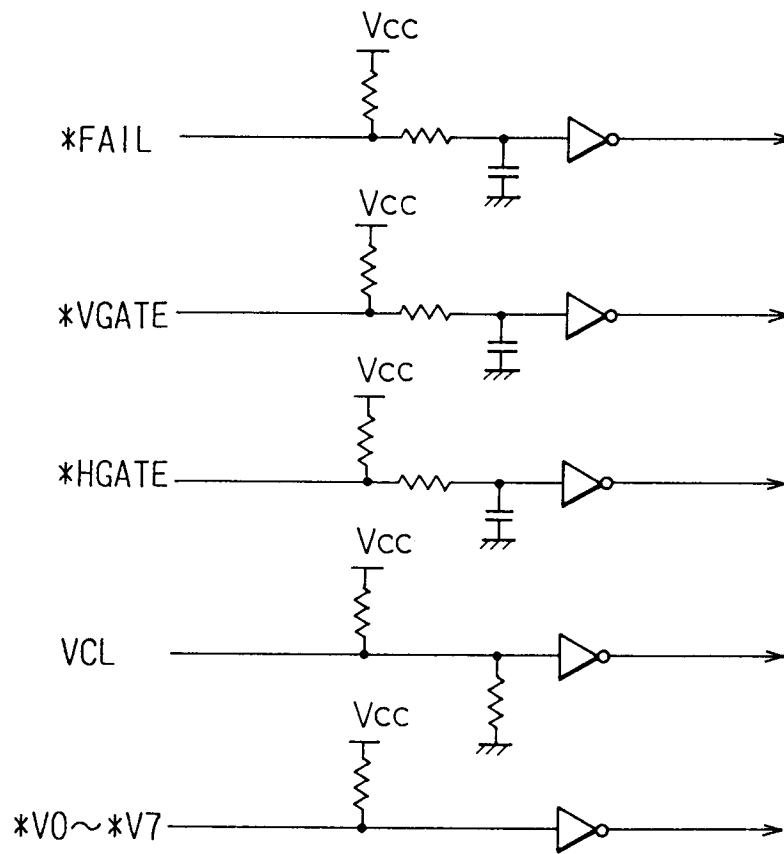 Vcc
*FAIL
Vcc
*VGATE
Vcc
*HGATE
Vcc
VCL
Vcc
*V0～*V7